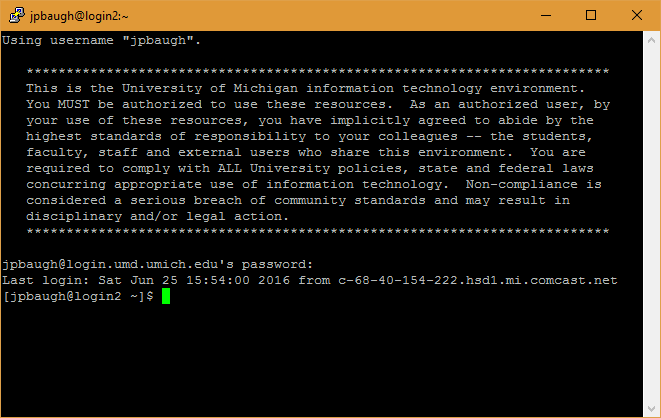 jpbaugh@login2:~
Using username "jpbaugh".
*************************************************************************
This is the University of Michigan information technology environment.
You MUST be authorized to use these resources.  As an authorized user, by
your use of these resources, you have implicitly agreed to abide by the
highest standards of responsibility to your colleagues -- the students,
faculty, staff and external users who share this environment.  You are
required to comply with ALL University policies, state and federal laws
concurring appropriate use of information technology.  Non-compliance is
considered a serious breach of community standards and may result in
disciplinary and/or legal action.
*************************************************************************
jpbaugh@login.umd.umich.edu's password:
Last login: Sat Jun 25 15:54:00 2016 from c-68-40-154-222.hsd1.mi.comcast.net
[jpbaugh@login2 ~]$